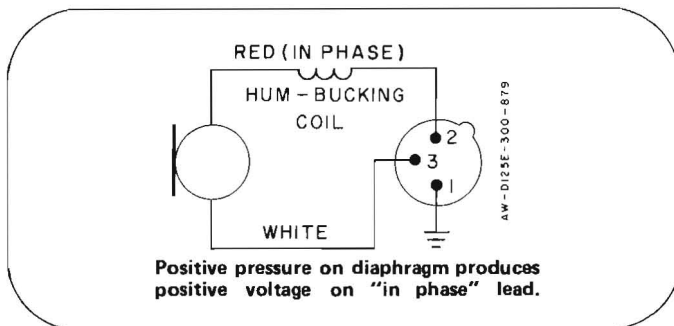 RED (IN PHASE)
HUM - BUCKING
COIL
2
3
1
WHITE
AW-D125E-300-879
Positive pressure on diaphragm produces
positive voltage on "in phase" lead.